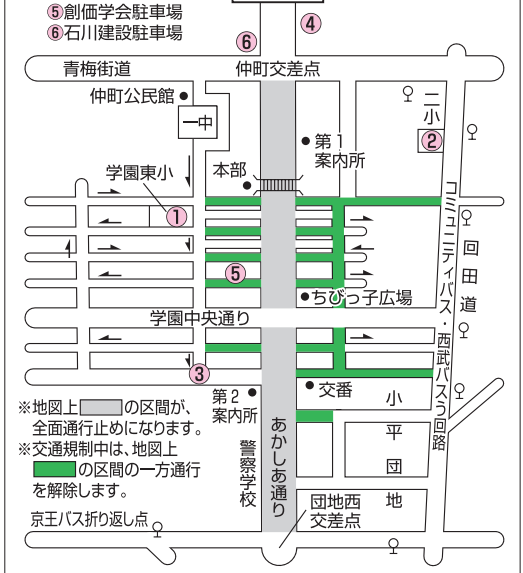 ⑤創価学会駐車場
⑥石川建設駐車場
⑥
④
青梅街道
仲町交差点
仲町公民館
一中
二小
②
第1
案内所
学園東小
本部
①
コミュニティバス・西武バスう回路
回田道
⑤
ちびっ子広場
学園中央通り
③
第2
案内所
交番
小平団地
※地図上
の区間が、
全面通行止めになります。
※交通規制中は、地図上
の区間の一方通行
を解除します。
あかしあ通り
警察学校
京王バス折り返し点
団地西
交差点